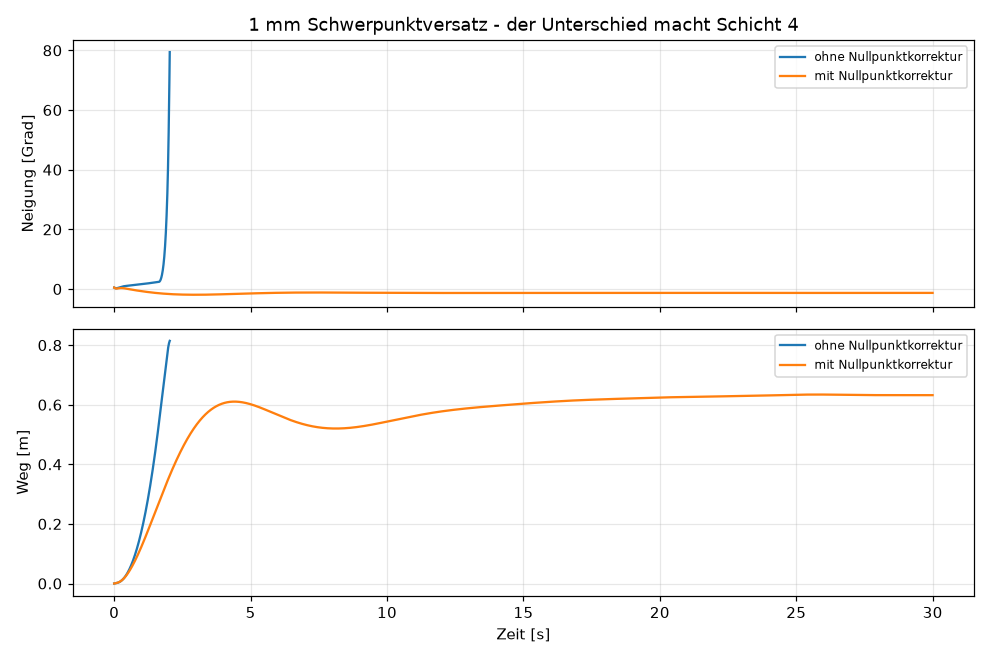 1 mm Schwerpunktversatz - der Unterschied macht Schicht 4
Neigung [Grad]
80
60
40
20
0
ohne Nullpunktkorrektur
mit Nullpunktkorrektur
Weg [m]
0.8
0.6
0.4
0.2
0.0
ohne Nullpunktkorrektur
mit Nullpunktkorrektur
0 5 10 15 20 25 30
Zeit [s]